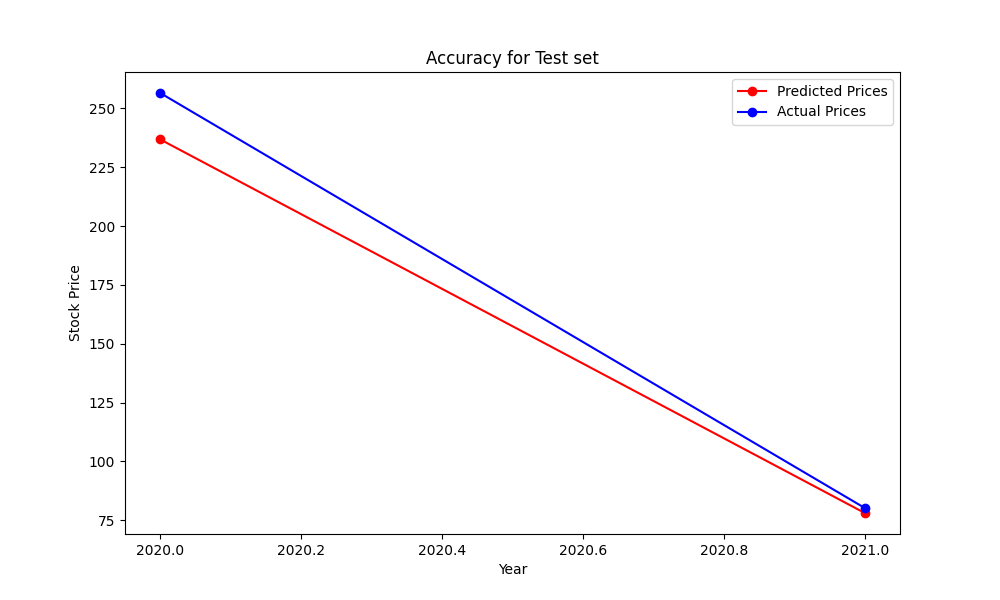 Accuracy for Test set
Predicted Prices
Actual Prices
Stock Price
250
225
200
175
150
125
100
75
2020.0 2020.2 2020.4 2020.6 2020.8 2021.0
Year